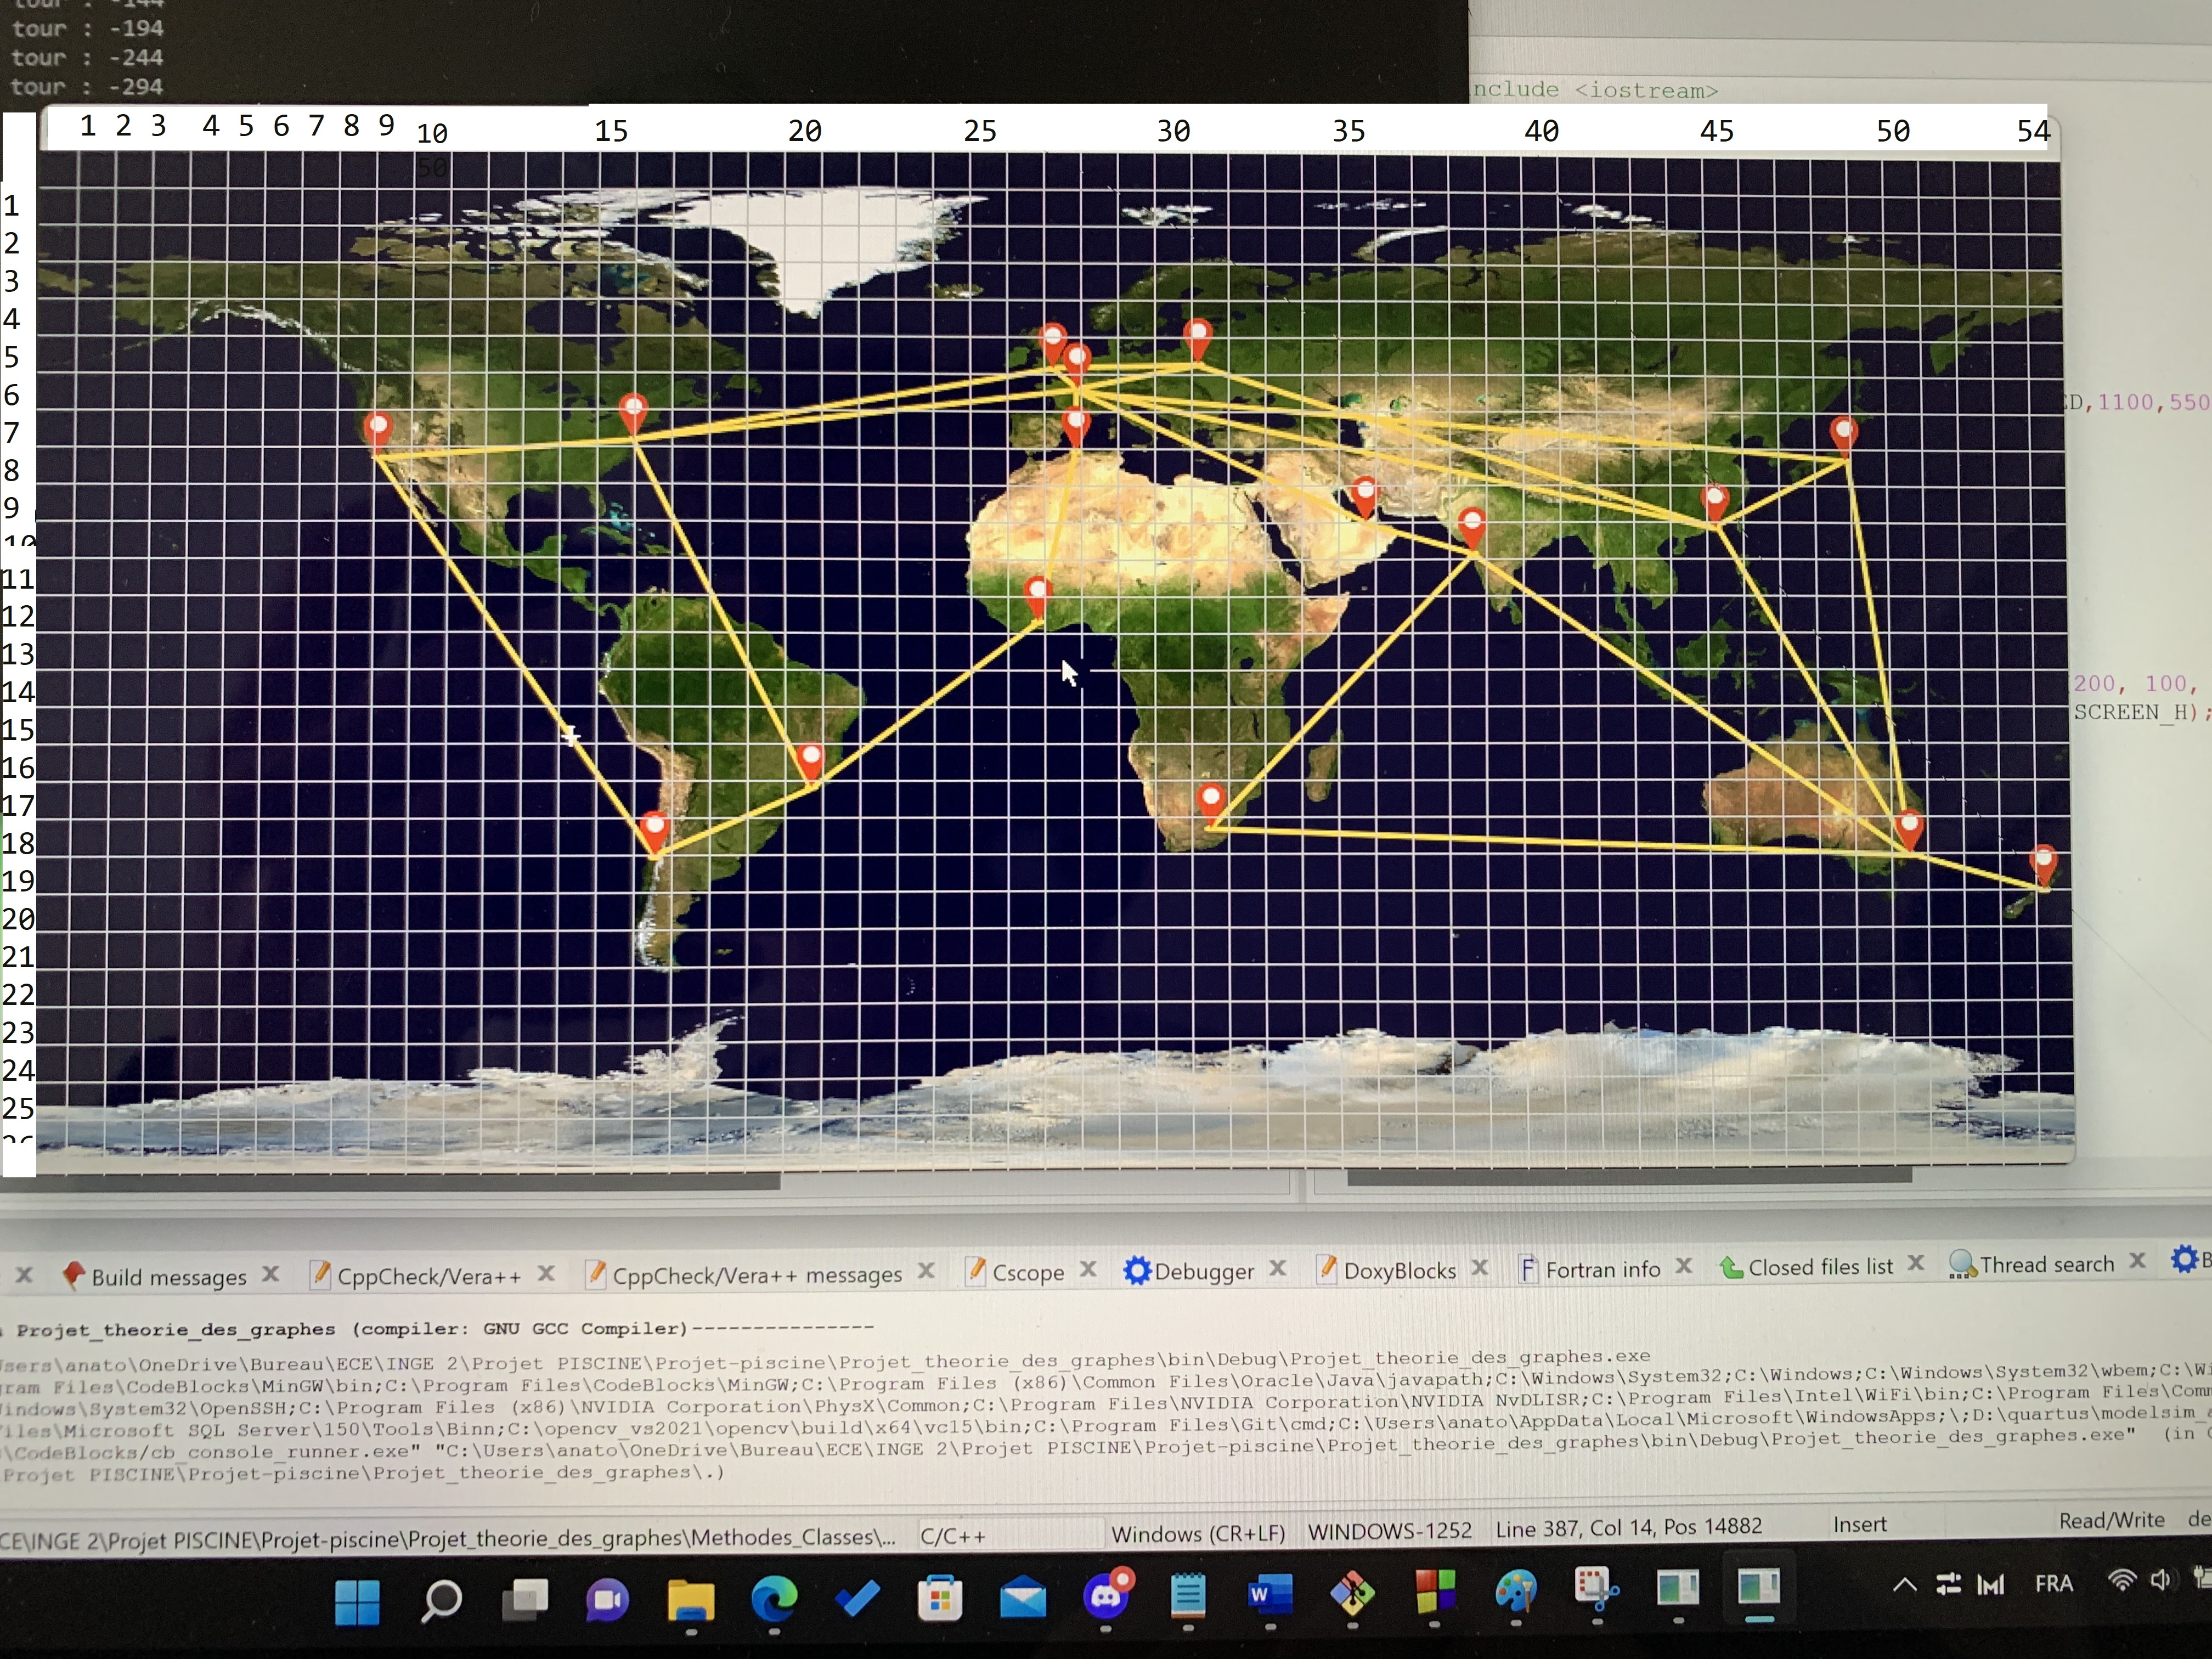 tour : -144
tour : -194
tour : -244
tour : -294
nclude <iostream>
1 2 3 4 5 6 7 8 9 10 15 20 25 30 35 40 45 50 54
50
1
2
3
4
5
6
7
8
9
10
11
12
13
14
15
16
17
18
19
20
21
22
23
24
25
26
D,1100,550
200, 100,
SCREEN_H);
Build messages
CppCheck/Vera++
CppCheck/Vera++ messages
Cscope
Debugger
DoxyBlocks
Fortran info
Closed files list
Thread search
B
Projet_theorie_des_graphes (compiler: GNU GCC Compiler)---------------
sers\anato\OneDrive\Bureau\ECE\INGE 2\Projet PISCINE\Projet-piscine\Projet_theorie_des_graphes\bin\Debug\Projet_theorie_des_graphes.exe
ram Files\CodeBlocks\MinGW\bin;C:\Program Files\CodeBlocks\MinGW;C:\Program Files (x86)\Common Files\Oracle\Java\javapath;C:\Windows\System32;C:\Windows;C:\Windows\System32\wbem;C:\Wi
indows\System32\OpenSSH;C:\Program Files (x86)\NVIDIA Corporation\PhysX\Common;C:\Program Files\NVIDIA Corporation\NVIDIA NvDLISR;C:\Program Files\Intel\WiFi\bin;C:\Program Files\Comm
iles\Microsoft SQL Server\150\Tools\Binn;C:\opencv_vs2021\opencv\build\x64\vc15\bin;C:\Program Files\Git\cmd;C:\Users\anato\AppData\Local\Microsoft\WindowsApps;\;D:\quartus\modelsim_a
\CodeBlocks/cb_console_runner.exe" "C:\Users\anato\OneDrive\Bureau\ECE\INGE 2\Projet PISCINE\Projet-piscine\Projet_theorie_des_graphes\bin\Debug\Projet_theorie_des_graphes.exe" (in C
Projet PISCINE\Projet-piscine\Projet_theorie_des_graphes\.)
CE\INGE 2\Projet PISCINE\Projet-piscine\Projet_theorie_des_graphes\Methodes_Classes\... C/C++ Windows (CR+LF) WINDOWS-1252 Line 387, Col 14, Pos 14882 Insert Read/Write de
FRA